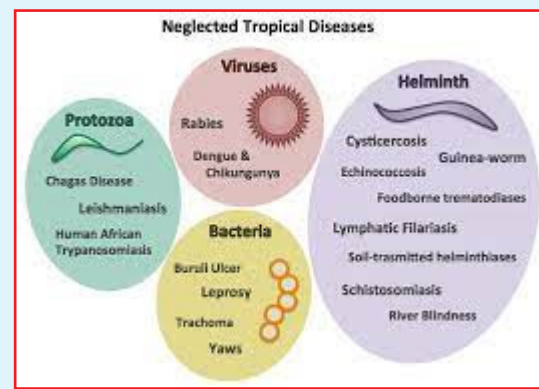 Neglected Tropical Diseases
Viruses
Rabies
Dengue &
Chikungunya
Protozoa
Chagas Disease
Leishmaniasis
Human African
Trypanosomiasis
Bacteria
Buruli Ulcer
Leprosy
Trachoma
Yaws
Helminth
Cysticercosis
Guinea-worm
Echinococcosis
Foodborne trematodiases
Lymphatic Filariasis
Soil-trasmitted helminthiases
Schistosomiasis
River Blindness